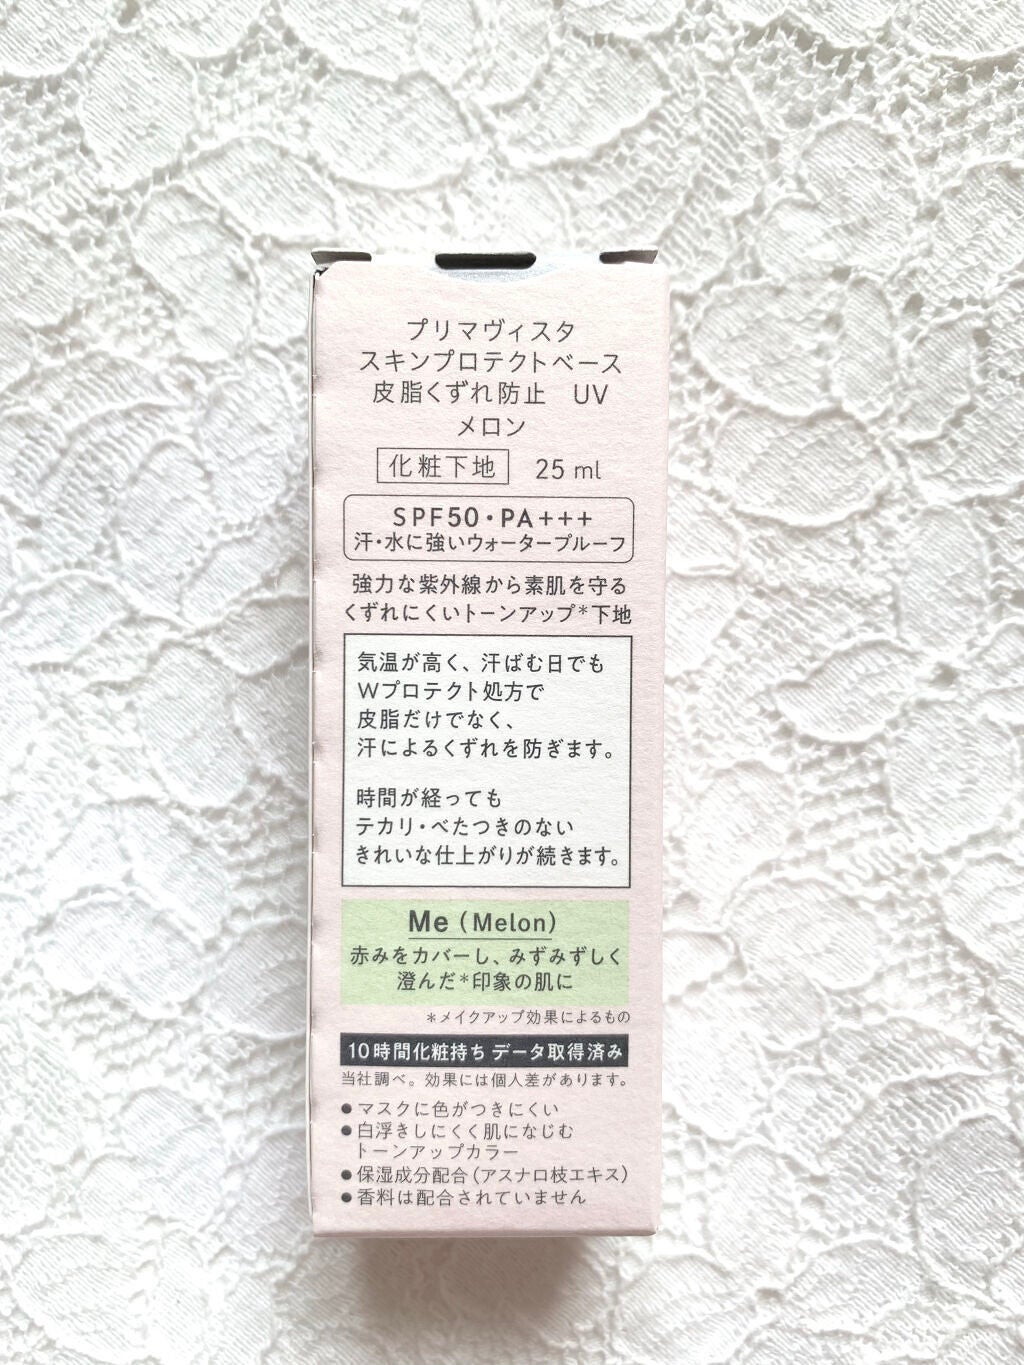 プリマヴィスタ
スキンプロテクトベース
皮脂くずれ防止 UV
メロン
化粧下地 25 ml
SPF50・PA+++
汗・水に強いウォータープルーフ
強力な紫外線から素肌を守る
くずれにくいトーンアップ*下地
気温が高く、汗ばむ日でも
Wプロテクト処方で
皮脂だけでなく、
汗によるくずれを防ぎます。
時間が経っても
テカリ・べたつきのない
きれいな仕上がりが続きます。
Me (Melon)
赤みをカバーし、みずみずしく
澄んだ*印象の肌に
*メイクアップ効果によるもの
10時間化粧持ち データ取得済み
当社調べ。効果には個人差があります。
●マスクに色がつきにくい
●白浮きしにくく肌になじむ
トーンアップカラー
●保湿成分配合(アスナロ枝エキス)
●香料は配合されていません